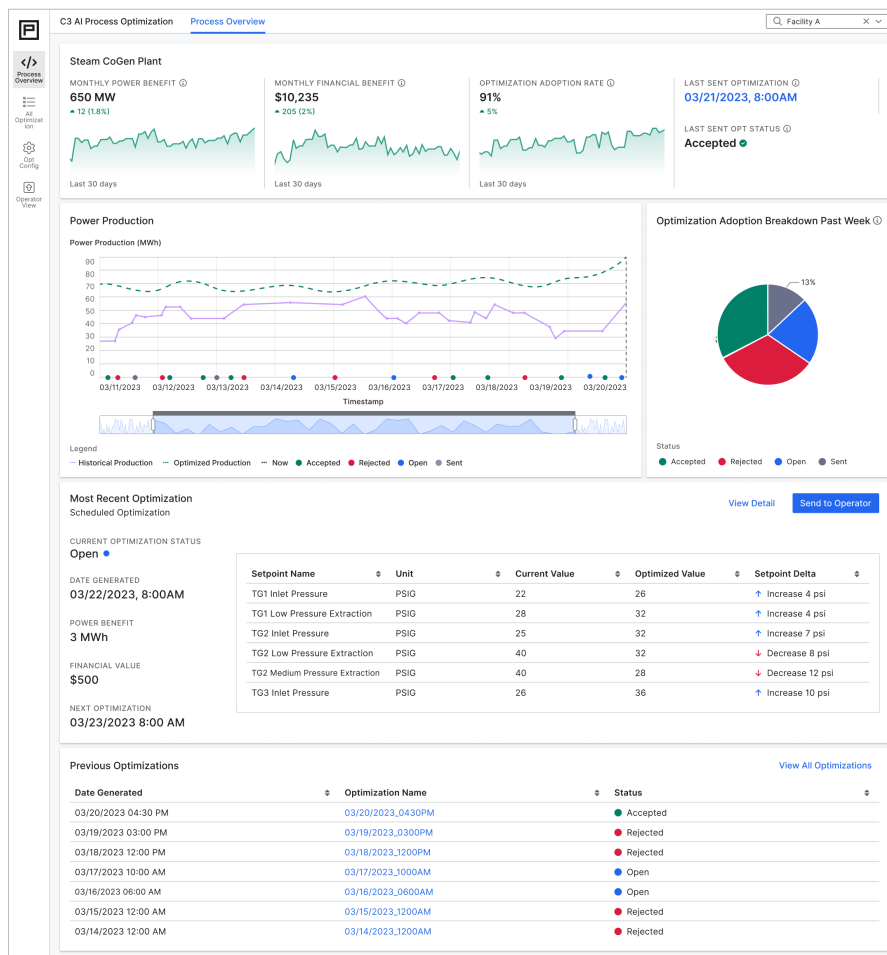 C3 AI Process Optimization
Process Overview
Facility A
Process
Overview
All
Optimizat
ion
Opt
Config
Operator
View
Steam CoGen Plant
MONTHLY POWER BENEFIT
650 MW
12 (1.8%)
Last 30 days
MONTHLY FINANCIAL BENEFIT
$10,235
205 (2%)
Last 30 days
OPTIMIZATION ADOPTION RATE
91%
5%
Last 30 days
LAST SENT OPTIMIZATION
03/21/2023, 8:00AM
LAST SENT OPT STATUS
Accepted
Power Production
Power Production (MWh)
90
80
70
60
50
40
30
20
10
0
03/11/2023 03/12/2023 03/13/2023 03/14/2023 03/15/2023 03/16/2023 03/17/2023 03/18/2023 03/19/2023 03/20/2023
Timestamp
Legend
Historical Production Optimized Production Now Accepted Rejected Open Sent
Optimization Adoption Breakdown Past Week
13%
Status
Accepted Rejected Open Sent
Most Recent Optimization
Scheduled Optimization
View Detail
Send to Operator
CURRENT OPTIMIZATION STATUS
Open
DATE GENERATED
03/22/2023, 8:00AM
POWER BENEFIT
3 MWh
FINANCIAL VALUE
$500
NEXT OPTIMIZATION
03/23/2023 8:00 AM
Setpoint Name Unit Current Value Optimized Value Setpoint Delta
TG1 Inlet Pressure PSIG 22 26 ↑ Increase 4 psi
TG1 Low Pressure Extraction PSIG 28 32 ↑ Increase 4 psi
TG2 Inlet Pressure PSIG 25 32 ↑ Increase 7 psi
TG2 Low Pressure Extraction PSIG 40 32 ↓ Decrease 8 psi
TG2 Medium Pressure Extraction PSIG 40 28 ↓ Decrease 12 psi
TG3 Inlet Pressure PSIG 26 36 ↑ Increase 10 psi
Previous Optimizations
View All Optimizations
Date Generated Optimization Name Status
03/20/2023 04:30 PM 03/20/2023_0430PM Accepted
03/19/2023 03:00 PM 03/19/2023_0300PM Rejected
03/18/2023 12:00 PM 03/18/2023_1200PM Rejected
03/17/2023 10:00 AM 03/17/2023_1000AM Open
03/16/2023 06:00 AM 03/16/2023_0600AM Open
03/15/2023 12:00 AM 03/15/2023_1200AM Rejected
03/14/2023 12:00 AM 03/14/2023_1200AM Rejected